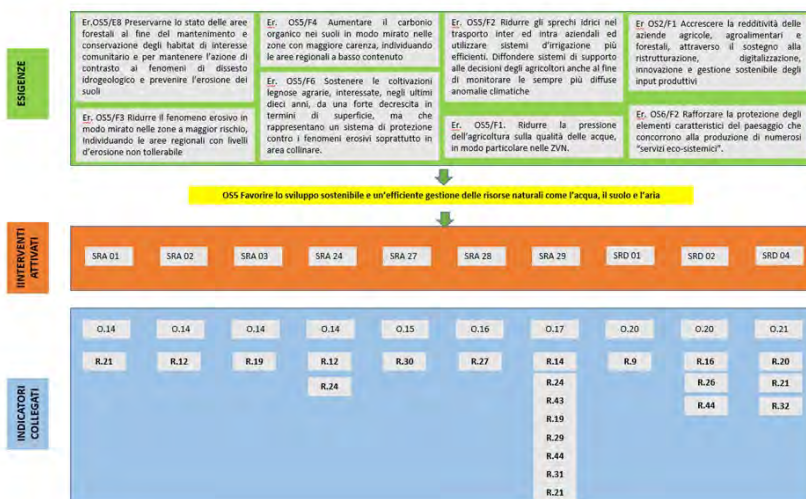 ESIGENZE
Er.OS5/E8 Preservarne lo stato delle aree
forestali al fine del mantenimento e
conservazione degli habitat di interesse
comunitario e per mantenere l'azione di
contrasto ai fenomeni di dissesto
idrogeologico e prevenire l'erosione dei
suoli
Er. OS5/F3 Ridurre il fenomeno erosivo in
modo mirato nelle zone a maggior rischio,
Individuando le aree regionali con livelli
d'erosione non tollerabile
Er. OS5/F4 Aumentare il carbonio
organico nei suoli in modo mirato nelle
zone con maggiore carenza, individuando
le aree regionali a basso contenuto
Er. OS5/F6 Sostenere le coltivazioni
legnose agrarie, interessate, negli ultimi
dieci anni, da una forte decrescita in
termini di superficie, ma che
rappresentano un sistema di protezione
contro i fenomeni erosivi soprattutto in
area collinare.
Er. OS5/F2 Ridurre gli sprechi idrici nel
trasporto inter ed intra aziendali ed
utilizzare sistemi d'irrigazione più
efficienti. Diffondere sistemi di supporto
alle decisioni degli agricoltori anche al fine
di monitorare le sempre più diffuse
anomalie climatiche
Er. OS5/F1. Ridurre la pressione
dell'agricoltura sulla qualità delle acque,
in modo particolare nelle ZVN.
Er OS2/F1 Accrescere la redditività delle
aziende agricole, agroalimentari e
forestali, attraverso il sostegno alla
ristrutturazione, digitalizzazione,
innovazione e gestione sostenibile degli
input produttivi
Er. OS6/F2 Rafforzare la protezione degli
elementi caratteristici del paesaggio che
concorrono alla produzione di numerosi
"servizi eco-sistemici".
OS5 Favorire lo sviluppo sostenibile e un'efficiente gestione delle risorse naturali come l'acqua, il suolo e l'aria
IINTERVENTI
ATTIVATI
SRA 01 SRA 02 SRA 03 SRA 24 SRA 27 SRA 28 SRA 29 SRD 01 SRD 02 SRD 04
INDICATORI
COLLEGATI
O.14 O.14 O.14 O.14 O.15 O.16 O.17 O.20 O.20 O.21
R.21 R.12 R.19 R.12 R.30 R.27 R.14 R.9 R.16 R.20
R.24 R.24 R.26 R.21
R.43 R.44 R.32
R.19
R.29
R.44
R.31
R.21